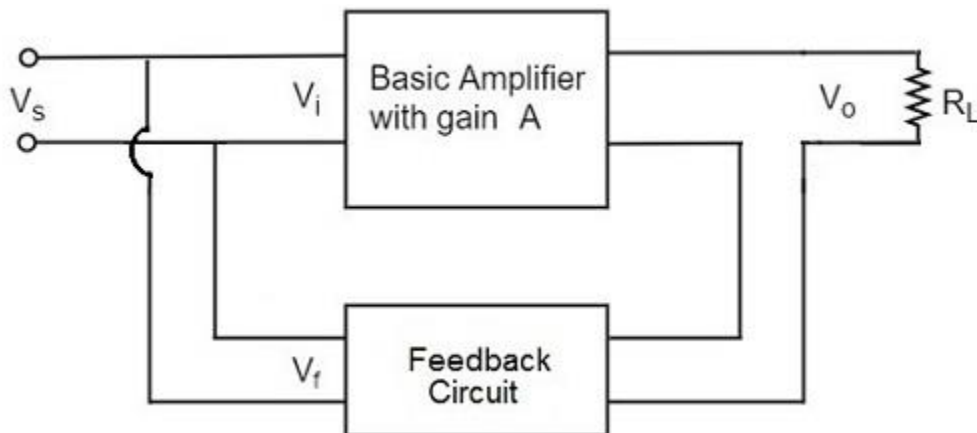 Basic Amplifier
with gain A
Vs
Vi
Vo
RL
Vf
Feedback
Circuit